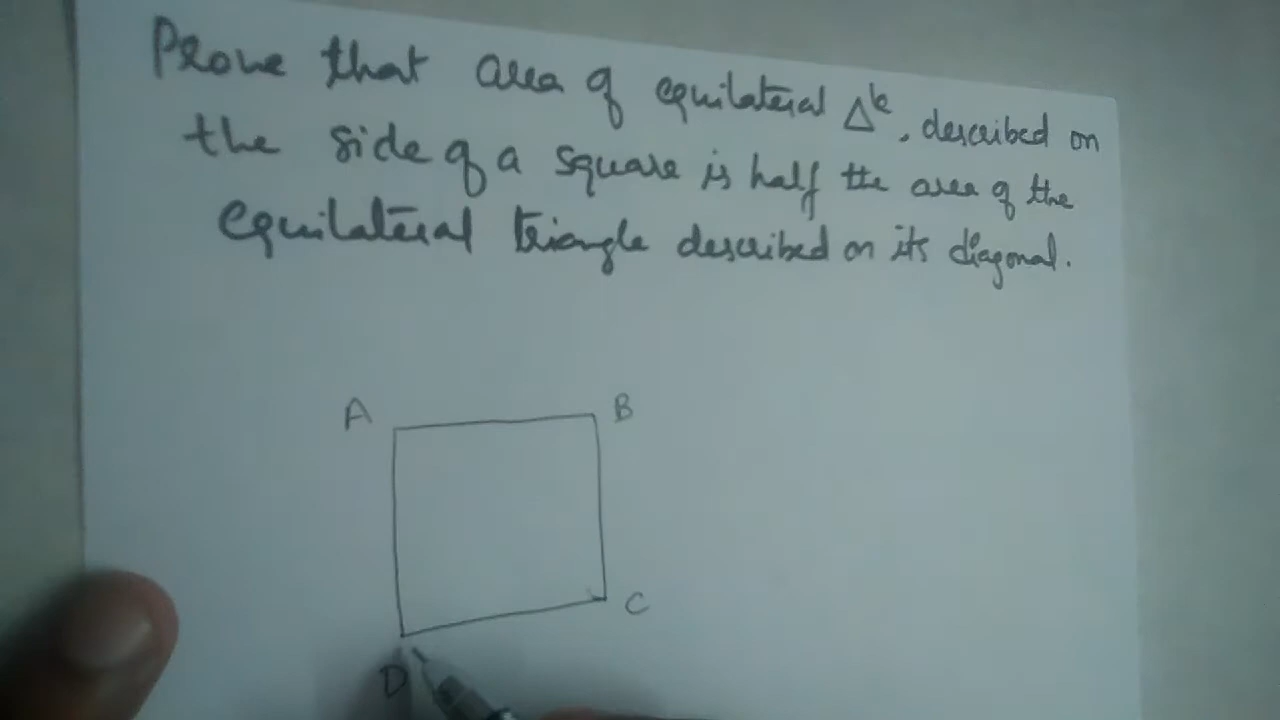 Prove that area of equilateral Δle, described on
the side of a square is half the area of the
equilateral triangle described on its diagonal.
A B
C
D